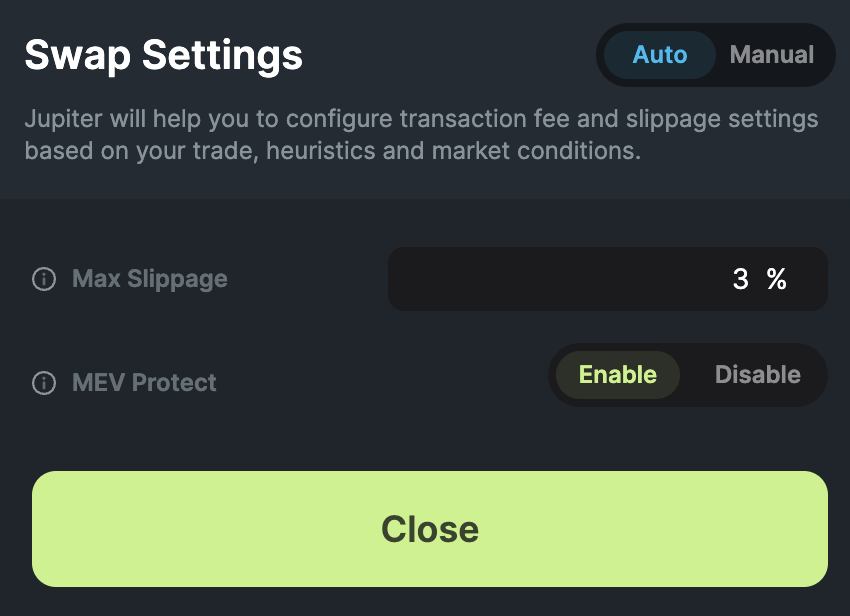 Swap Settings
Auto
Manual
Jupiter will help you to configure transaction fee and slippage settings
based on your trade, heuristics and market conditions.
Max Slippage
3 %
MEV Protect
Enable
Disable
Close